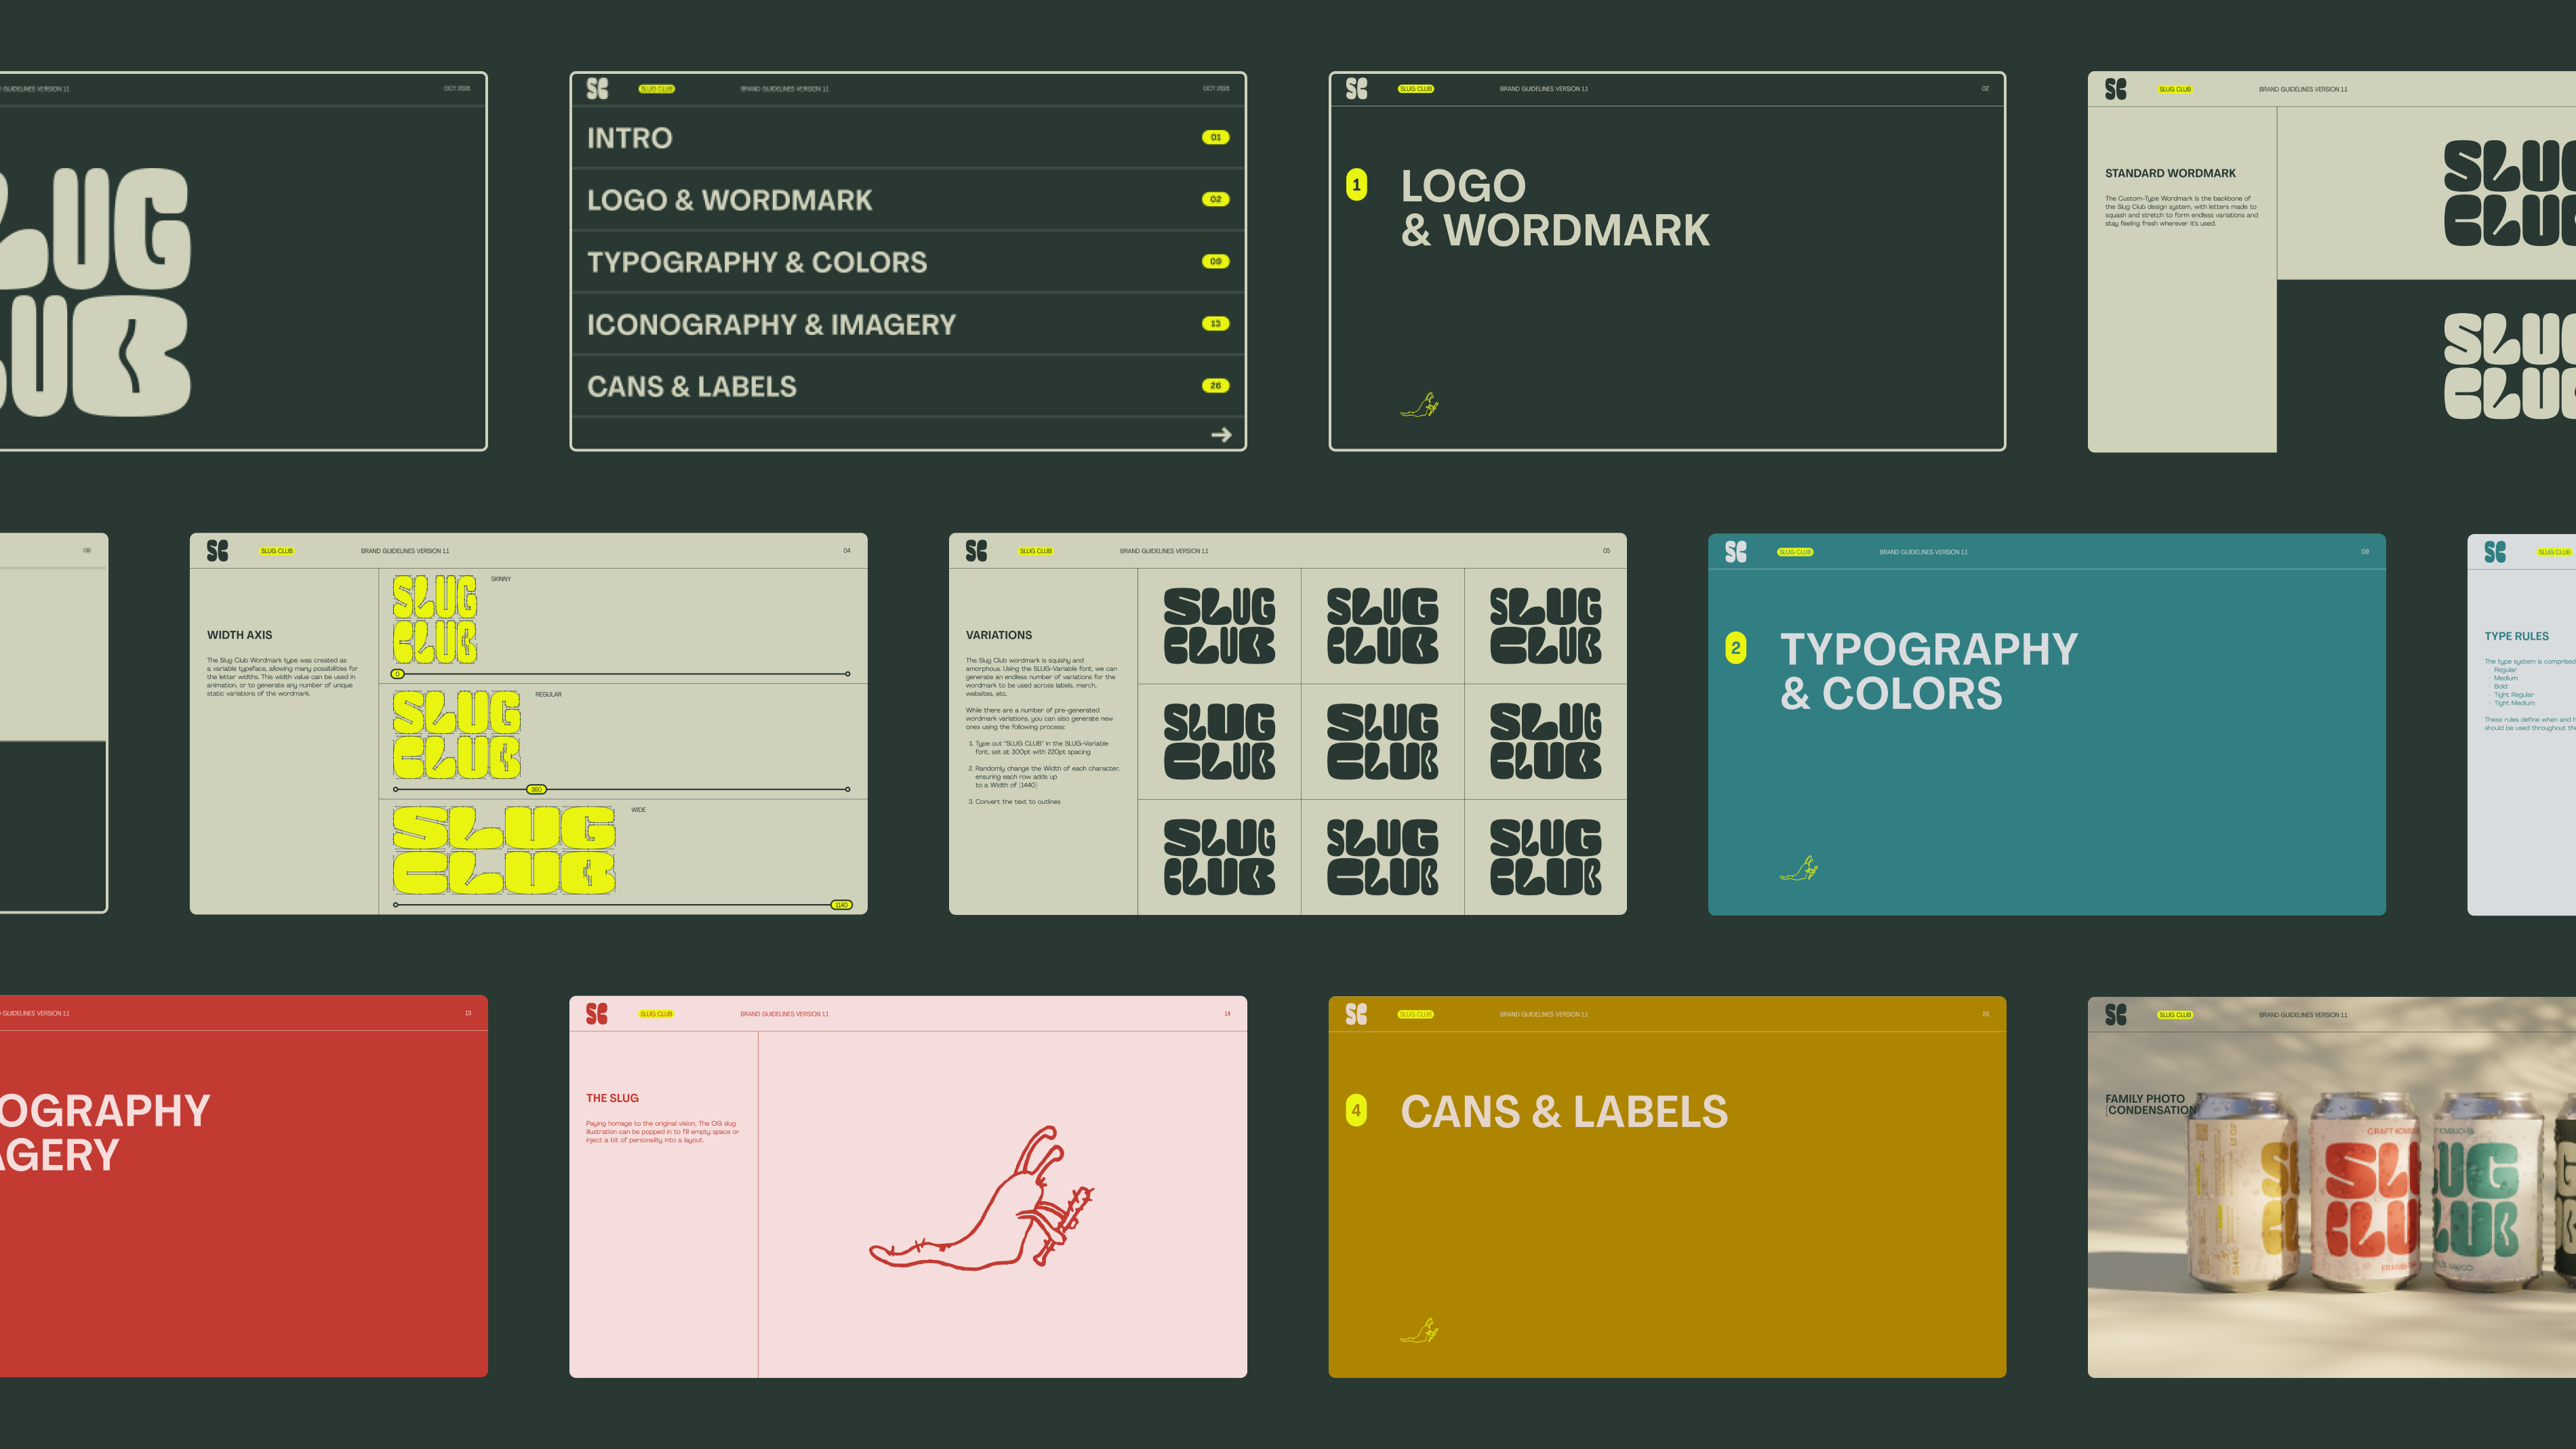 BRAND GUIDELINES VERSION 1.1
OCT 2021
LUG
LUB
SC
SLUG CLUB
BRAND GUIDELINES VERSION 1.1
OCT 2021
INTRO
01
LOGO & WORDMARK
02
TYPOGRAPHY & COLORS
09
ICONOGRAPHY & IMAGERY
13
CANS & LABELS
26
→
SC
SLUG CLUB
BRAND GUIDELINES VERSION 1.1
02
1
LOGO
& WORDMARK
SC
SLUG CLUB
BRAND GUIDELINES VERSION 1.1
STANDARD WORDMARK
The Custom-Type Wordmark is the backbone of
the Slug Club design system, with letters made to
squash and stretch to form endless variations and
stay feeling fresh wherever it's used.
SLUG
CLUB
SLUG
CLUB
SC
SLUG CLUB
BRAND GUIDELINES VERSION 1.1
04
WIDTH AXIS
The Slug Club Wordmark type was created as
a variable typeface, allowing many possibilities for
the letter widths. This width value can be used in
animation, or to generate any number of unique
static variations of the wordmark.
SLUG
CLUB
SKINNY
0
SLUG
CLUB
REGULAR
360
SLUG
CLUB
WIDE
1140
SC
SLUG CLUB
BRAND GUIDELINES VERSION 1.1
05
VARIATIONS
The Slug Club wordmark is squishy and
amorphous. Using the SLUG-Variable font, we can
generate an endless number of variations for the
wordmark to be used across labels, merch,
websites, etc.
While there are a number of pre-generated
wordmark variations, you can also generate new
ones using the following process:
1. Type out "SLUG CLUB" in the SLUG-Variable
font, set at 300pt with 220pt spacing
2. Randomly change the Width of each character,
ensuring each row adds up
to a Width of [1440]
3. Convert the text to outlines
SLUG
CLUB
SLUG
CLUB
SLUG
CLUB
SLUG
CLUB
SLUG
CLUB
SLUG
CLUB
SLUG
CLUB
SLUG
CLUB
SLUG
CLUB
SC
SLUG CLUB
BRAND GUIDELINES VERSION 1.1
09
2
TYPOGRAPHY
& COLORS
SC
SLUG CLUB
TYPE RULES
The type system is comprised
· Regular
· Medium
· Bold
· Tight Regular
· Tight Medium
These rules define when and
should be used throughout the
GUIDELINES VERSION 1.1
13
OGRAPHY
AGERY
SC
SLUG CLUB
BRAND GUIDELINES VERSION 1.1
14
THE SLUG
Paying homage to the original vision, The OG slug
illustration can be popped in to fill empty space or
inject a bit of personality into a layout.
SC
SLUG CLUB
BRAND GUIDELINES VERSION 1.1
26
4
CANS & LABELS
SC
SLUG CLUB
BRAND GUIDELINES VERSION 1.1
FAMILY PHOTO
[CONDENSATION]
CRAFT KOMBU
SLU
CLU
KOMBUCHA
UG
LUB
SAUCO